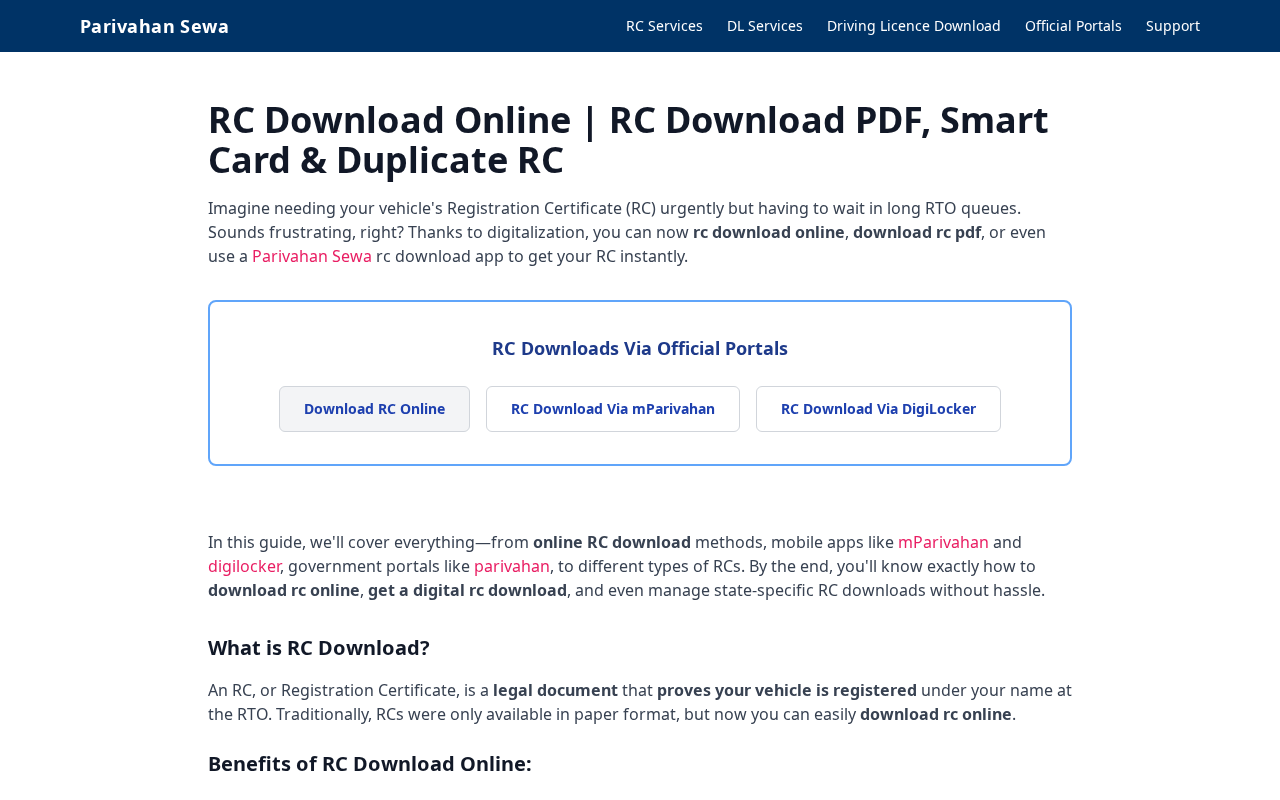 Parivahan Sewa
RC Services
DL Services
Driving Licence Download
Official Portals
Support
RC Download Online | RC Download PDF, Smart
Card & Duplicate RC
Imagine needing your vehicle's Registration Certificate (RC) urgently but having to wait in long RTO queues.
Sounds frustrating, right? Thanks to digitalization, you can now rc download online, download rc pdf, or even
use a Parivahan Sewa rc download app to get your RC instantly.
RC Downloads Via Official Portals
Download RC Online
RC Download Via mParivahan
RC Download Via DigiLocker
In this guide, we'll cover everything—from online RC download methods, mobile apps like mParivahan and
digilocker, government portals like parivahan, to different types of RCs. By the end, you'll know exactly how to
download rc online, get a digital rc download, and even manage state-specific RC downloads without hassle.
What is RC Download?
An RC, or Registration Certificate, is a legal document that proves your vehicle is registered under your name at
the RTO. Traditionally, RCs were only available in paper format, but now you can easily download rc online.
Benefits of RC Download Online: